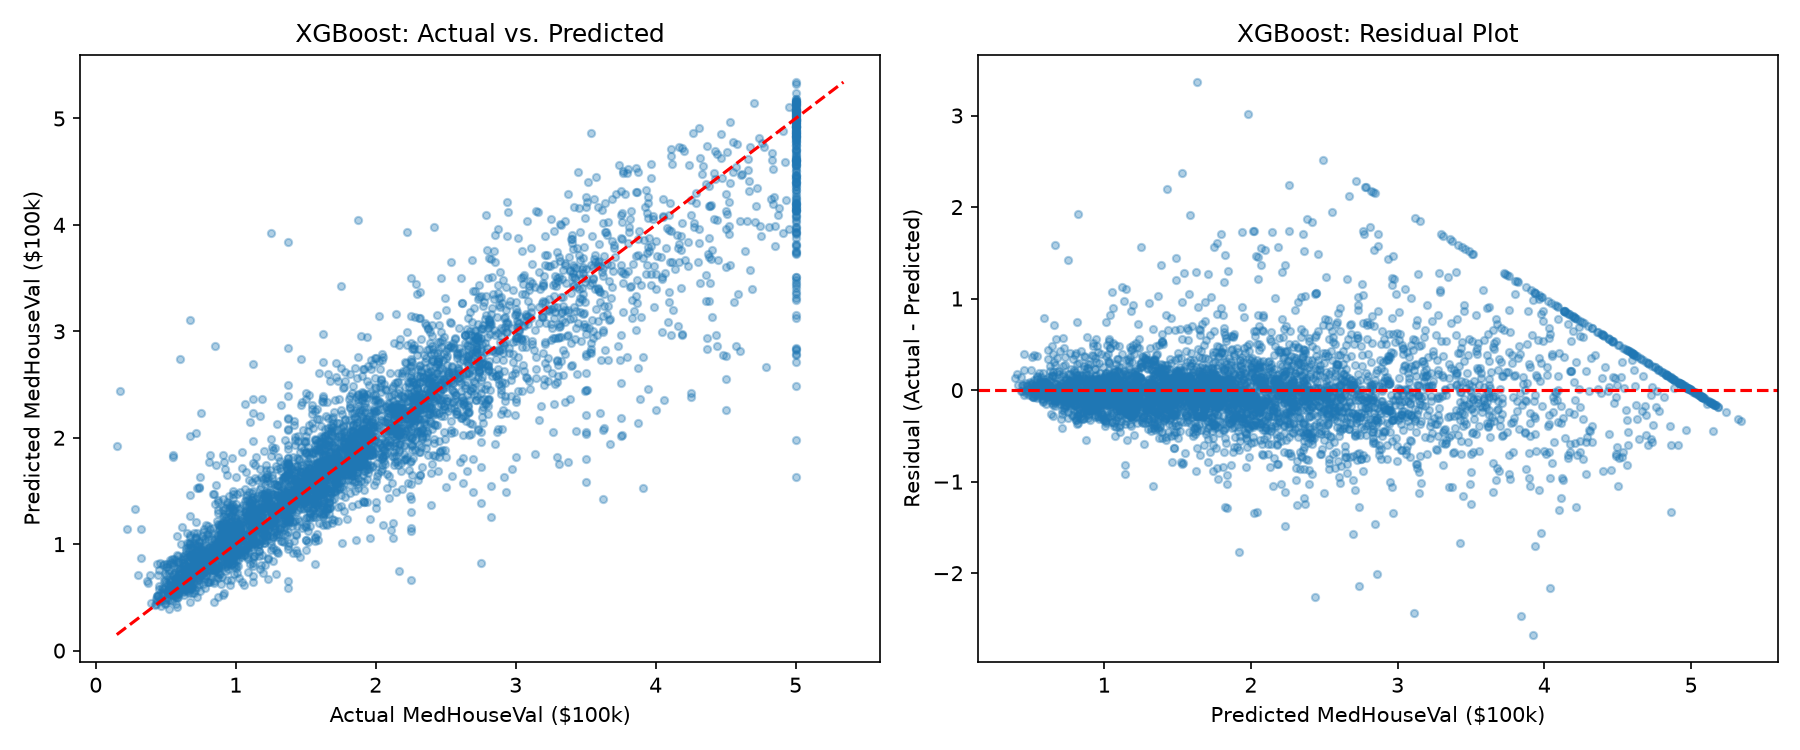 XGBoost: Actual vs. Predicted
Predicted MedHouseVal ($100k)
5
4
3
2
1
0
0 1 2 3 4 5
Actual MedHouseVal ($100k)
XGBoost: Residual Plot
Residual (Actual - Predicted)
3
2
1
0
−1
−2
1 2 3 4 5
Predicted MedHouseVal ($100k)